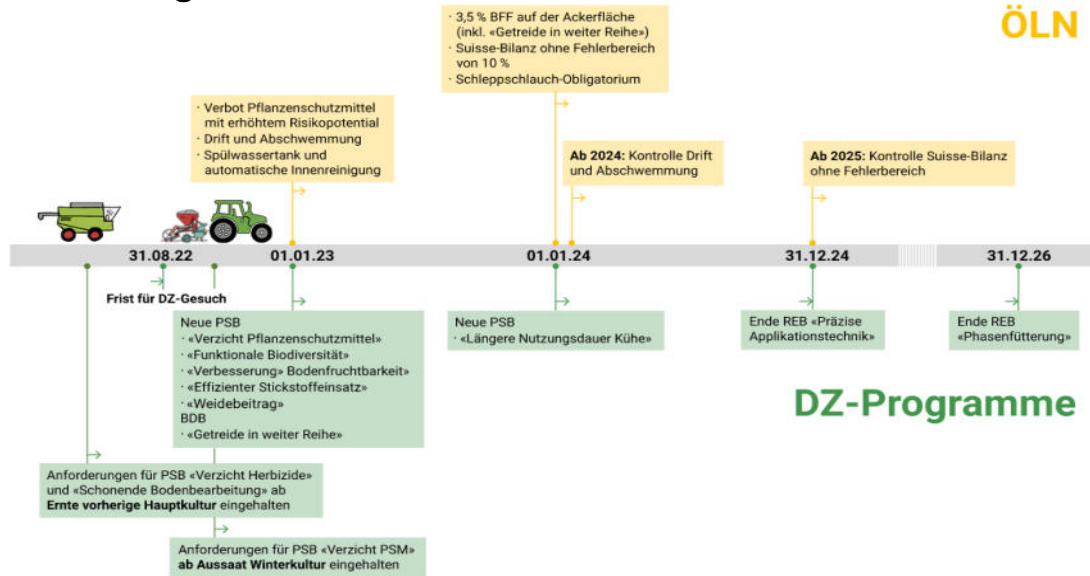 · 3,5 % BFF auf der Ackerfläche
(inkl. «Getreide in weiter Reihe»)
· Suisse-Bilanz ohne Fehlerbereich
von 10 %
· Schleppschlauch-Obligatorium
ÖLN
· Verbot Pflanzenschutzmittel
mit erhöhtem Risikopotential
· Drift und Abschwemmung
· Spülwassertank und
automatische Innenreinigung
Ab 2024: Kontrolle Drift
und Abschwemmung
Ab 2025: Kontrolle Suisse-Bilanz
ohne Fehlerbereich
31.08.22 01.01.23 01.01.24 31.12.24 31.12.26
Frist für DZ-Gesuch
Neue PSB
· «Verzicht Pflanzenschutzmittel»
· «Funktionale Biodiversität»
· «Verbesserung» Bodenfruchtbarkeit»
· «Effizienter Stickstoffeinsatz»
· «Weidebeitrag»
BDB
· «Getreide in weiter Reihe»
Neue PSB
· «Längere Nutzungsdauer Kühe»
Ende REB «Präzise
Applikationstechnik»
Ende REB
«Phasenfütterung»
DZ-Programme
Anforderungen für PSB «Verzicht Herbizide»
und «Schonende Bodenbearbeitung» ab
Ernte vorherige Hauptkultur eingehalten
Anforderungen für PSB «Verzicht PSM»
ab Aussaat Winterkultur eingehalten